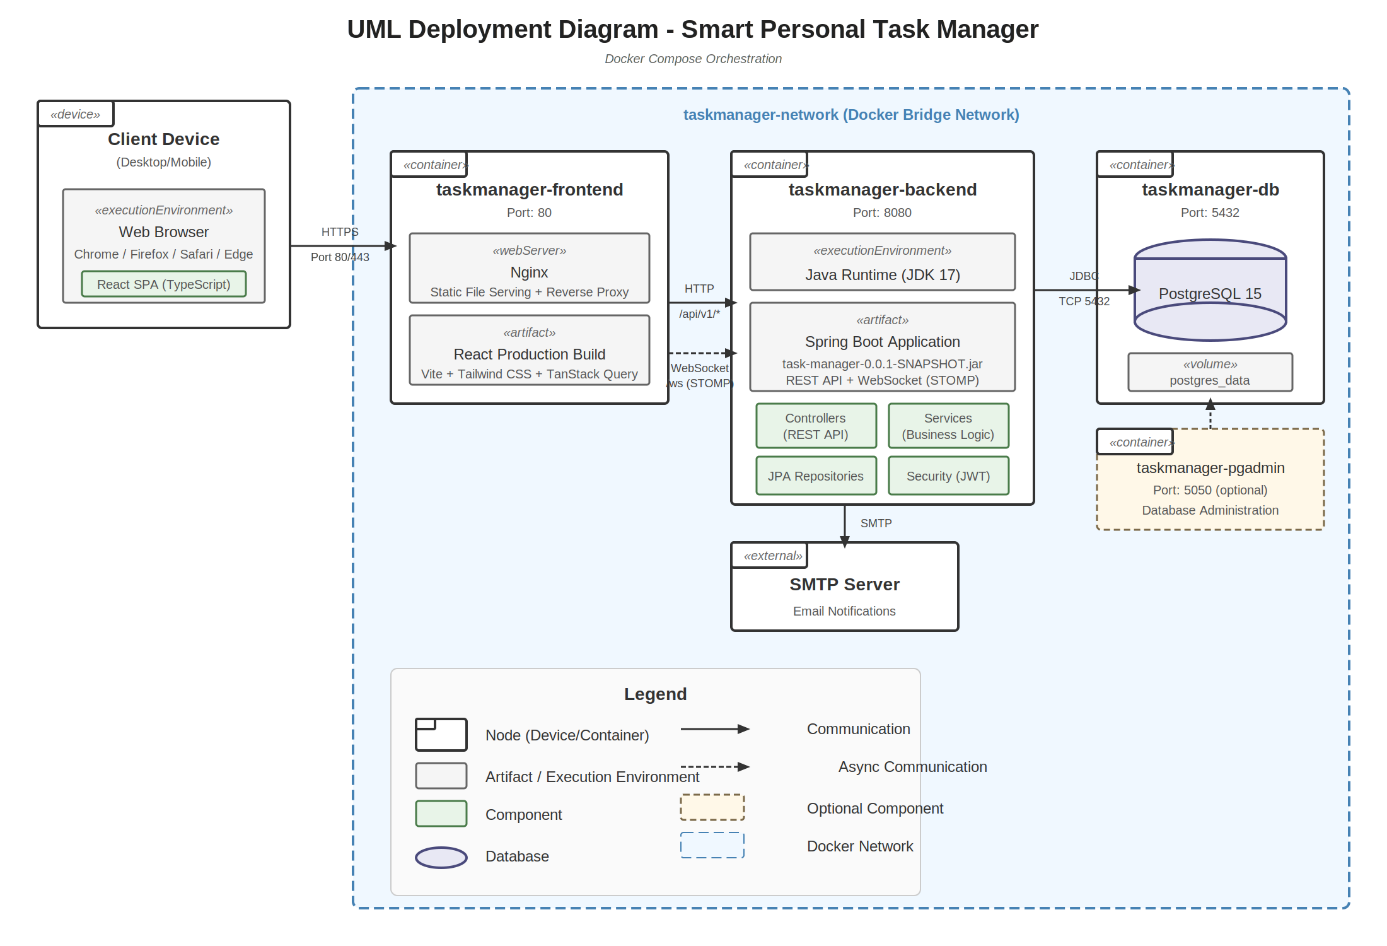 UML Deployment Diagram - Smart Personal Task Manager
Docker Compose Orchestration
«device»
Client Device
(Desktop/Mobile)
«executionEnvironment»
Web Browser
Chrome / Firefox / Safari / Edge
React SPA (TypeScript)
HTTPS
Port 80/443
taskmanager-network (Docker Bridge Network)
«container»
taskmanager-frontend
Port: 80
«webServer»
Nginx
Static File Serving + Reverse Proxy
«artifact»
React Production Build
Vite + Tailwind CSS + TanStack Query
HTTP
/api/v1/*
WebSocket
/ws (STOMP)
«container»
taskmanager-backend
Port: 8080
«executionEnvironment»
Java Runtime (JDK 17)
«artifact»
Spring Boot Application
task-manager-0.0.1-SNAPSHOT.jar
REST API + WebSocket (STOMP)
Controllers
(REST API)
Services
(Business Logic)
JPA Repositories
Security (JWT)
JDBC
TCP 5432
«container»
taskmanager-db
Port: 5432
PostgreSQL 15
«volume»
postgres_data
«container»
taskmanager-pgadmin
Port: 5050 (optional)
Database Administration
SMTP
«external»
SMTP Server
Email Notifications
Legend
Node (Device/Container)
Artifact / Execution Environment
Component
Database
Communication
Async Communication
Optional Component
Docker Network